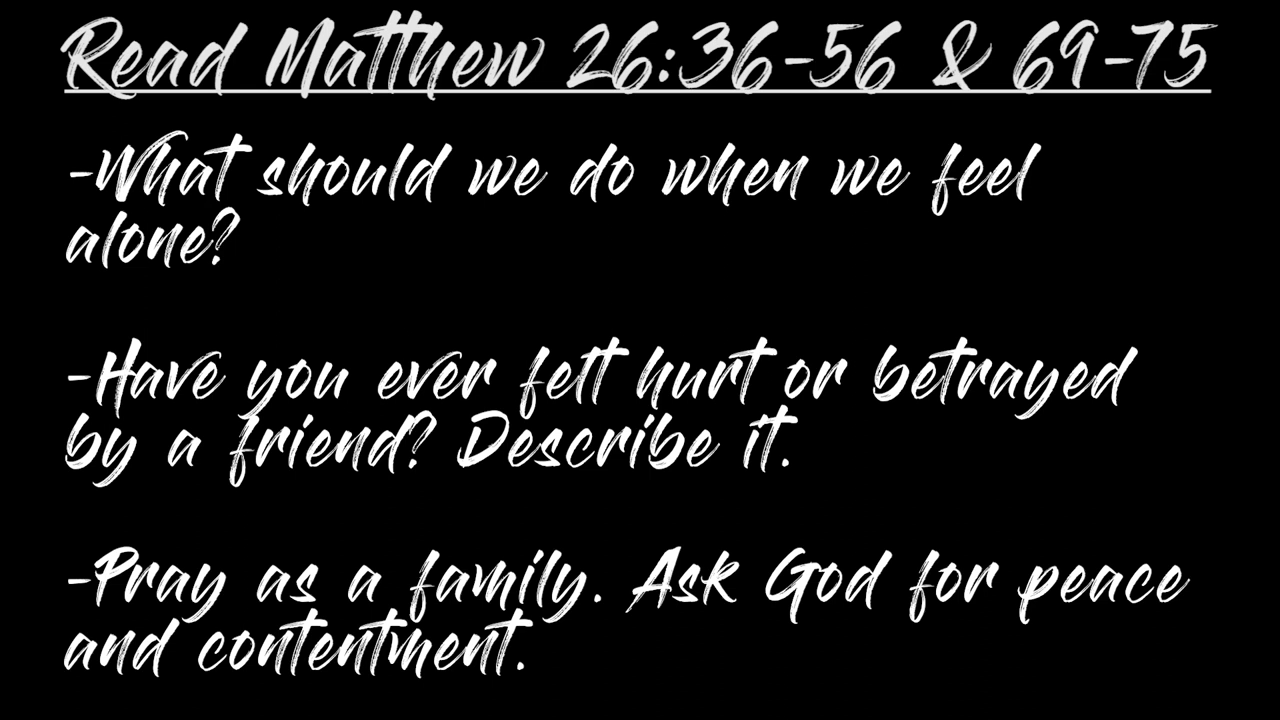 Read Matthew 26:36-56 & 69-75
-What should we do when we feel
alone?
-Have you ever felt hurt or betrayed
by a friend? Describe it.
-Pray as a family. Ask God for peace
and contentment.